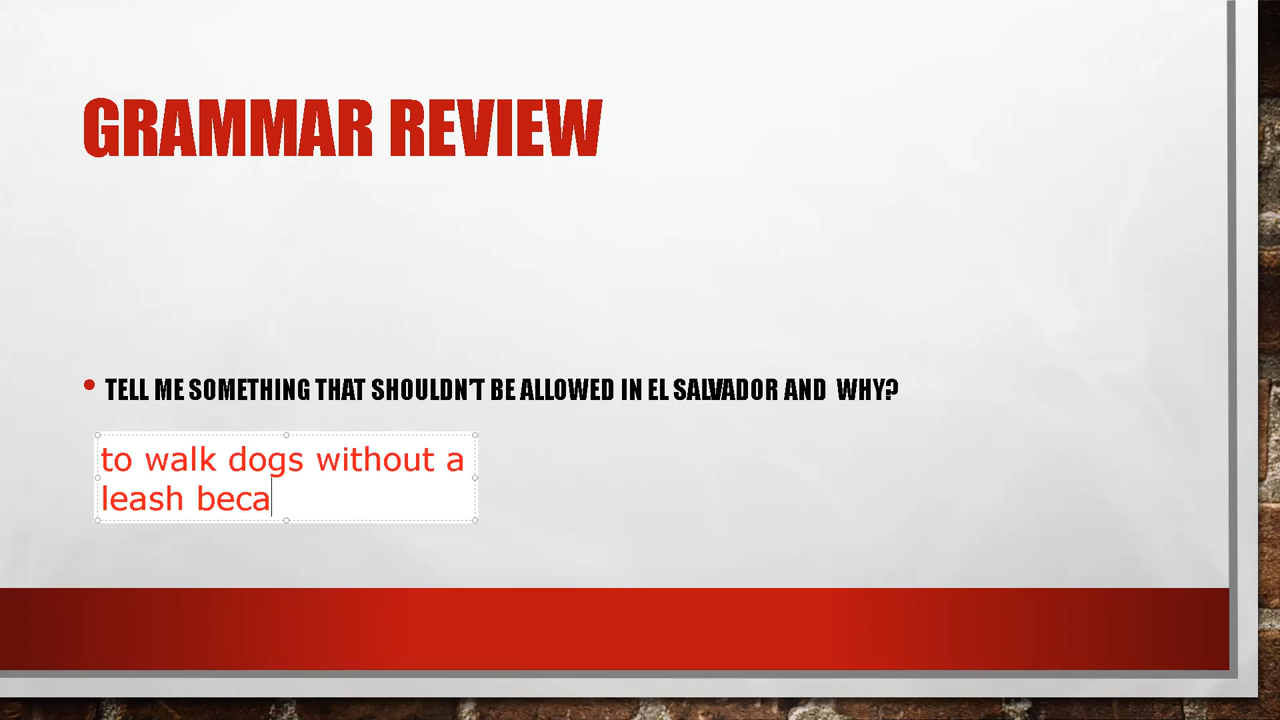 GRAMMAR REVIEW
• TELL ME SOMETHING THAT SHOULDN'T BE ALLOWED IN EL SALVADOR AND WHY?
to walk dogs without a
leash beca